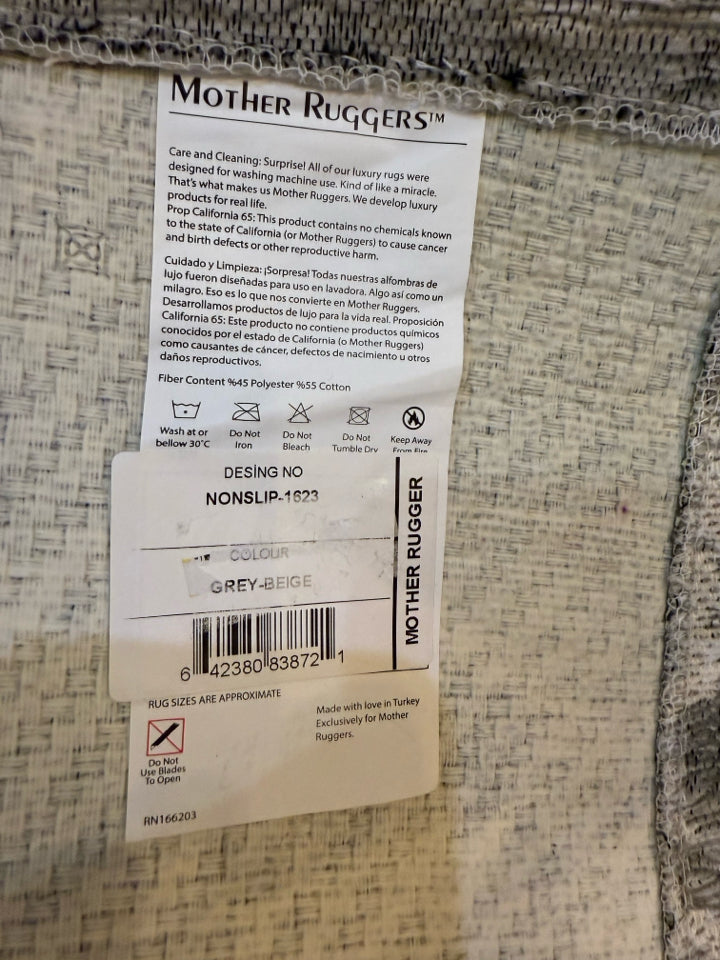 MOTHER RUGGERS™
Care and Cleaning: Surprise! All of our luxury rugs were
designed for washing machine use. Kind of like a miracle.
That's what makes us Mother Ruggers. We develop luxury
products for real life.
Prop California 65: This product contains no chemicals known
to the state of California (or Mother Ruggers) to cause cancer
and birth defects or other reproductive harm.
Cuidado y Limpieza: ¡Sorpresa! Todas nuestras alfombras de
lujo fueron diseñadas para uso en lavadora. Algo así como un
milagro. Eso es lo que nos convierte en Mother Ruggers.
Desarrollamos productos de lujo para la vida real. Proposición
California 65: Este producto no contiene productos químicos
conocidos por el estado de California (o Mother Ruggers)
como causantes de cáncer, defectos de nacimiento u otros
daños reproductivos.
Fiber Content %45 Polyester %55 Cotton
Wash at or
bellow 30°C
Do Not
Iron
Do Not
Bleach
Do Not
Tumble Dry
Keep Away
From Fire
DESİNG NO
NONSLIP-1623
COLOUR
GREY-BEIGE
6 42380 83872 1
MOTHER RUGGER
RUG SIZES ARE APPROXIMATE
Do Not
Use Blades
To Open
Made with love in Turkey
Exclusively for Mother
Ruggers.
RN166203